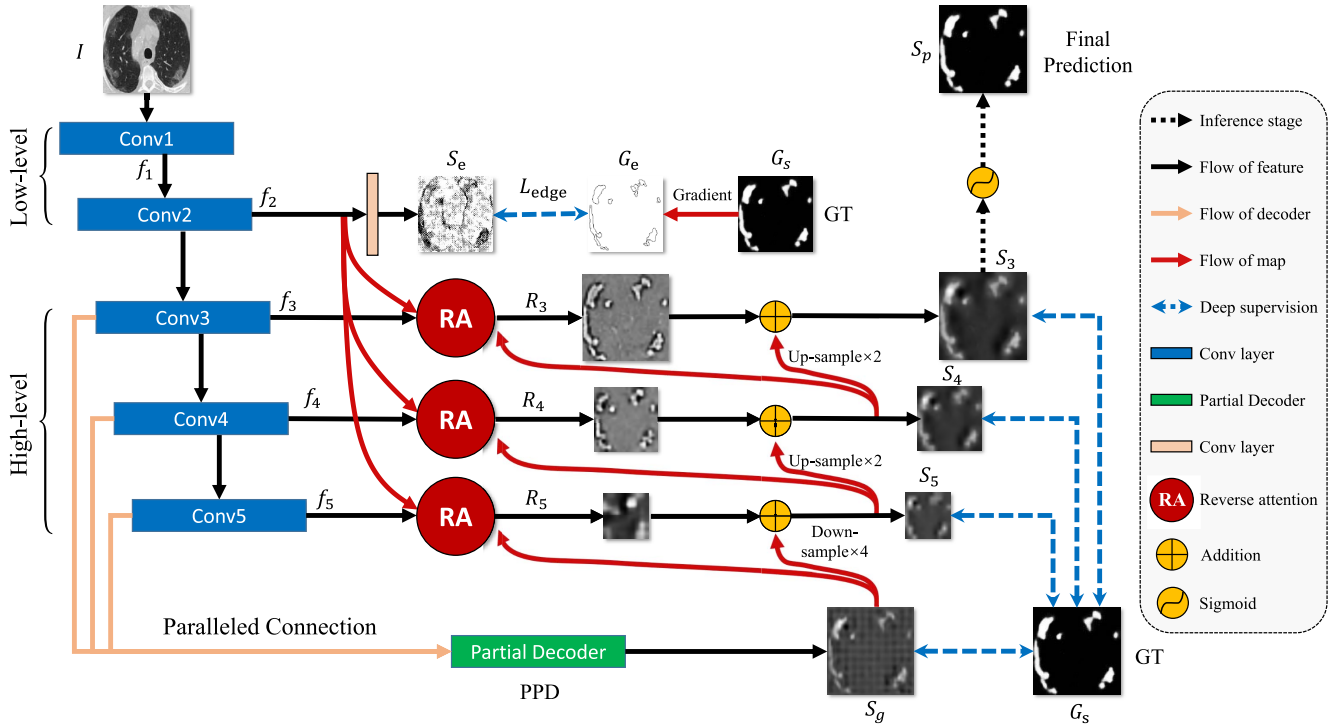 I
Low-level
Conv1
f₁
Conv2
f₂
Sₑ
L_edge
Gₑ
Gradient
Gₛ
GT
Sₚ
Final
Prediction
High-level
Conv3
f₃
RA
R₃
S₃
Up-sample×2
Conv4
f₄
RA
R₄
S₄
Up-sample×2
Conv5
f₅
RA
R₅
S₅
Down-
sample×4
Paralleled Connection
Partial Decoder
PPD
S_g
GT
Gₛ
Inference stage
Flow of feature
Flow of decoder
Flow of map
Deep supervision
Conv layer
Partial Decoder
Conv layer
RA Reverse attention
Addition
Sigmoid